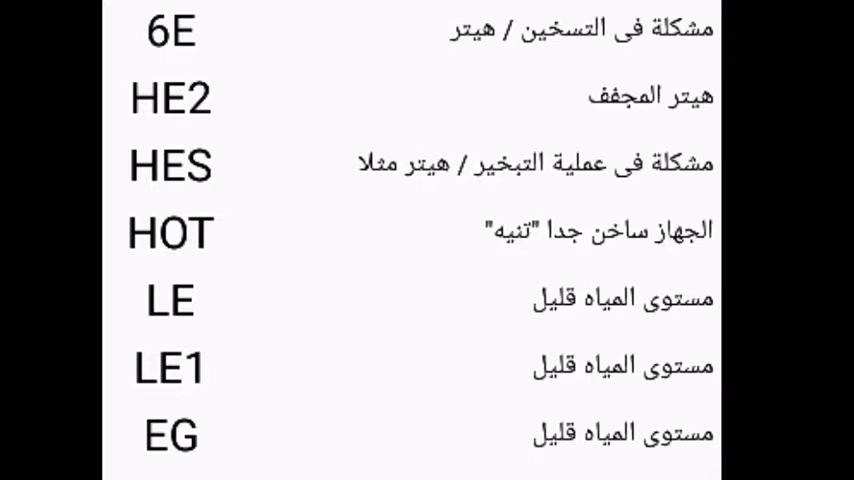 6E مشكلة فى التسخين / هيتر
HE2 هيتر المجفف
HES مشكلة فى عملية التبخير / هيتر مثلا
HOT الجهاز ساخن جدا "تنيه"
LE مستوى المياه قليل
LE1 مستوى المياه قليل
EG مستوى المياه قليل